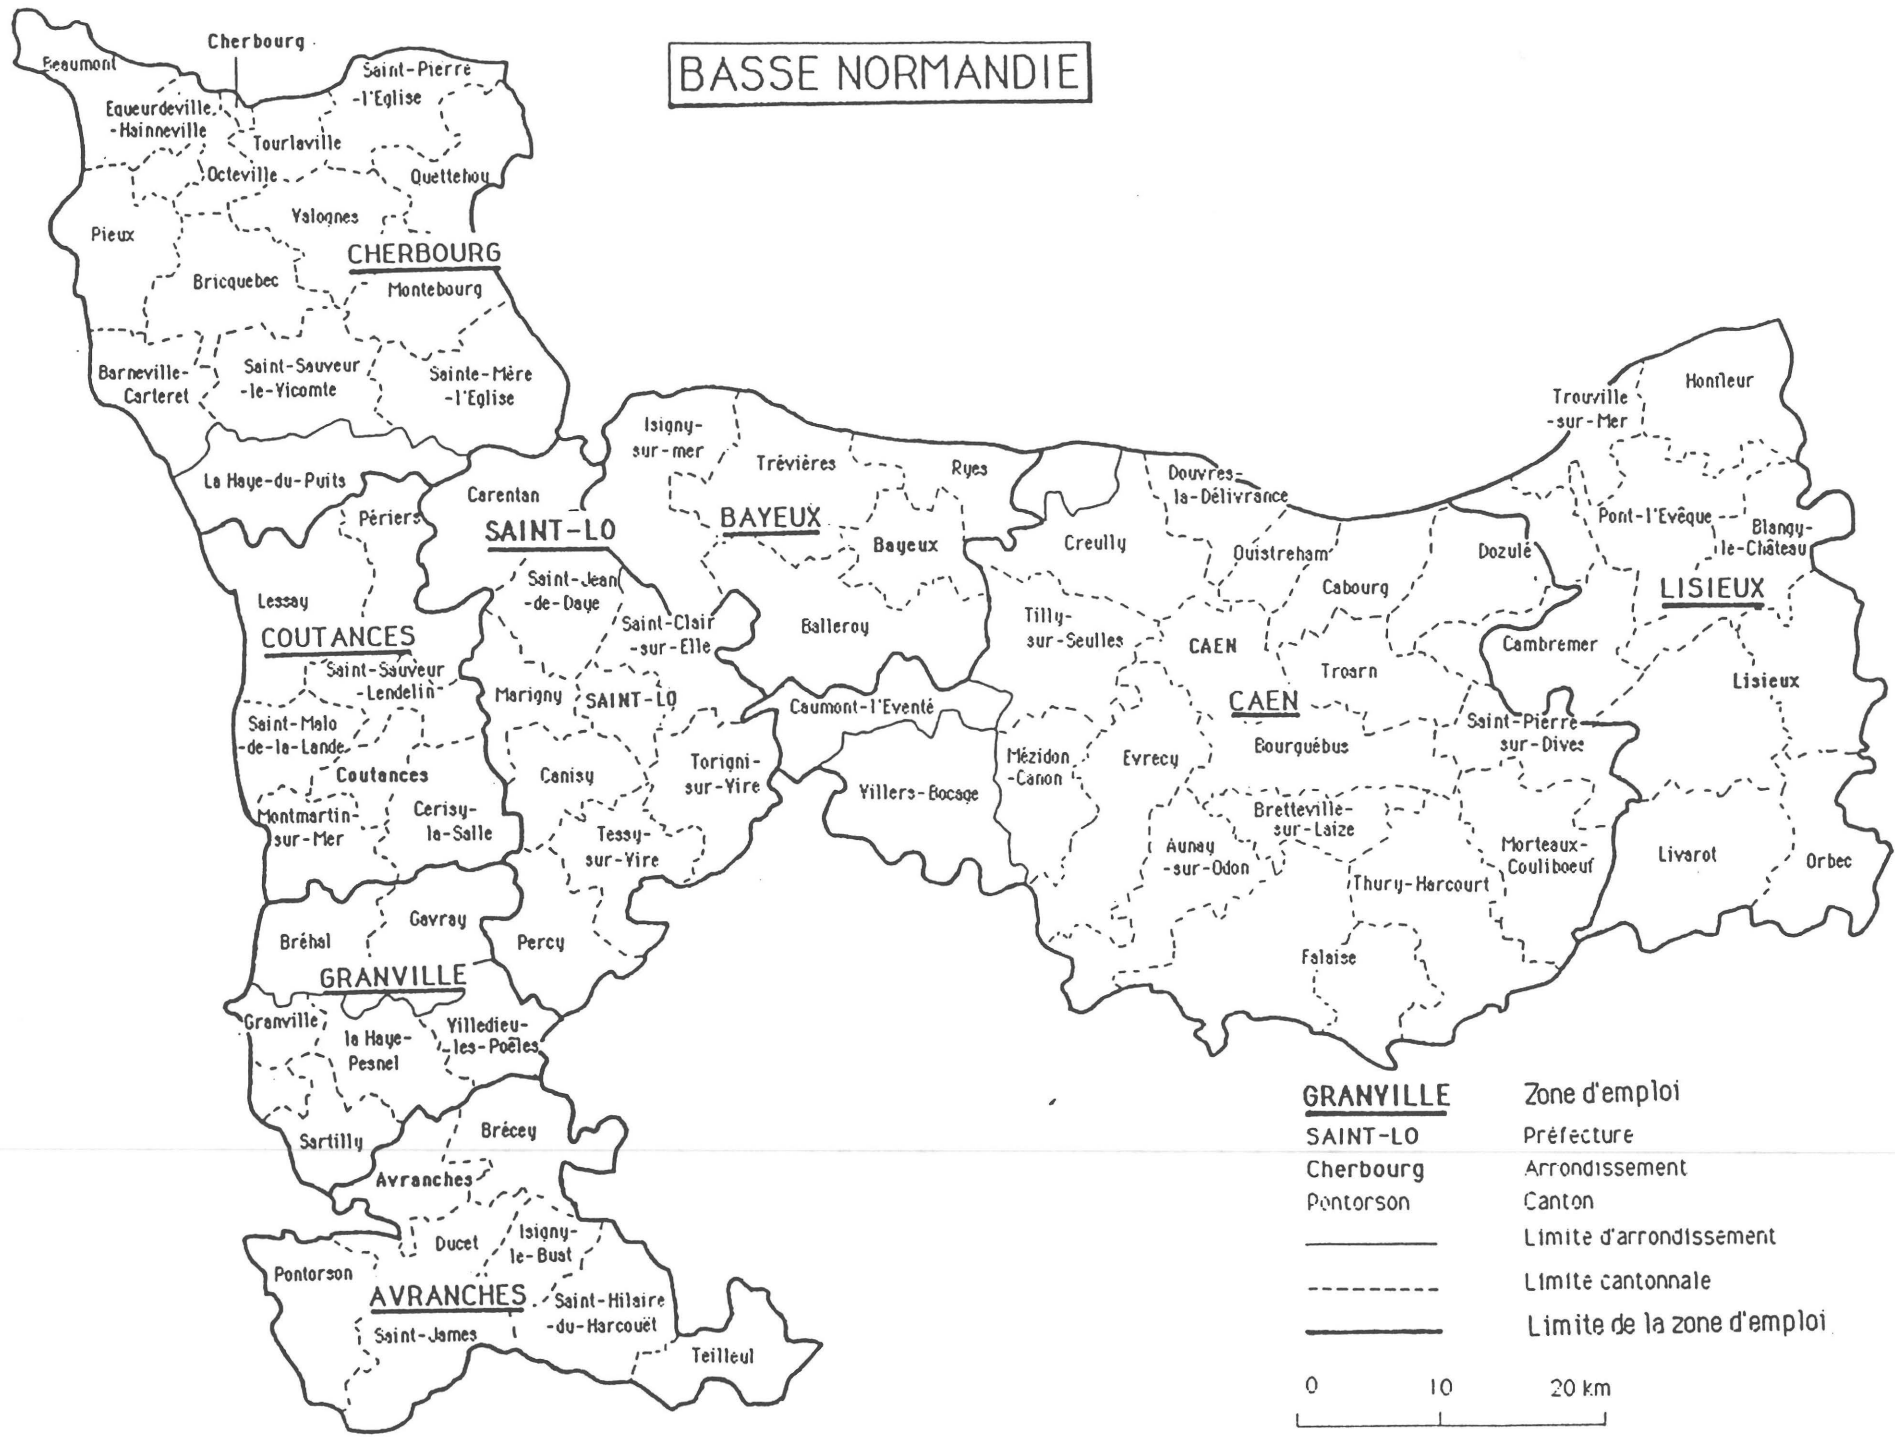 BASSE NORMANDIE
Cherbourg
Beaumont
Saint-Pierre
-l'Eglise
Equeurdeville
-Hainneville
Tourlaville
Octeville
Quettehou
Valognes
Pieux
CHERBOURG
Bricquebec
Montebourg
Barneville-
Carteret
Saint-Sauveur
-le-Vicomte
Sainte-Mère
-l'Eglise
La Haye-du-Puits
Carentan
Périers
SAINT-LO
Isigny-
sur-mer
Trévières
Ryes
BAYEUX
Bayeux
Creully
Douvres-
la-Délivrance
Ouistreham
Cabourg
Dozulé
Trouville
-sur-Mer
Honfleur
Pont-l'Evêque
Blangy-
le-Château
LISIEUX
Lessay
COUTANCES
Saint-Jean
-de-Daye
Saint-Clair
-sur-Elle
Balleroy
Tilly-
sur-Seulles
CAEN
Troarn
Cambremer
Lisieux
Saint-Sauveur
-Lendelin-
Marigny
SAINT-LO
Caumont-l'Eventé
CAEN
Saint-Malo
-de-la-Lande
Coutances
Canisy
Torigni-
sur-Vire
Villers-Bocage
Mézidon
-Canon
Evrecy
Bourguébus
Saint-Pierre
sur-Dives
Montmartin-
sur-Mer
Cerisy-
la-Salle
Tessy-
sur-Vire
Bretteville-
sur-Laize
Aunay
-sur-Odon
Thury-Harcourt
Morteaux-
Couliboeuf
Livarot
Orbec
Gavray
Bréhal
Percy
Falaise
GRANVILLE
Granville
la Haye-
Pesnel
Villedieu-
-les-Poêles
Sartilly
Brécey
Avranches
Ducet
Isigny-
le-Buat
Pontorson
AVRANCHES
Saint-Hilaire
-du-Harcouët
Saint-James
Teilleul
GRANVILLE Zone d'emploi
SAINT-LO Préfecture
Cherbourg Arrondissement
Pontorson Canton
Limite d'arrondissement
Limite cantonnale
Limite de la zone d'emploi
0 10 20 km